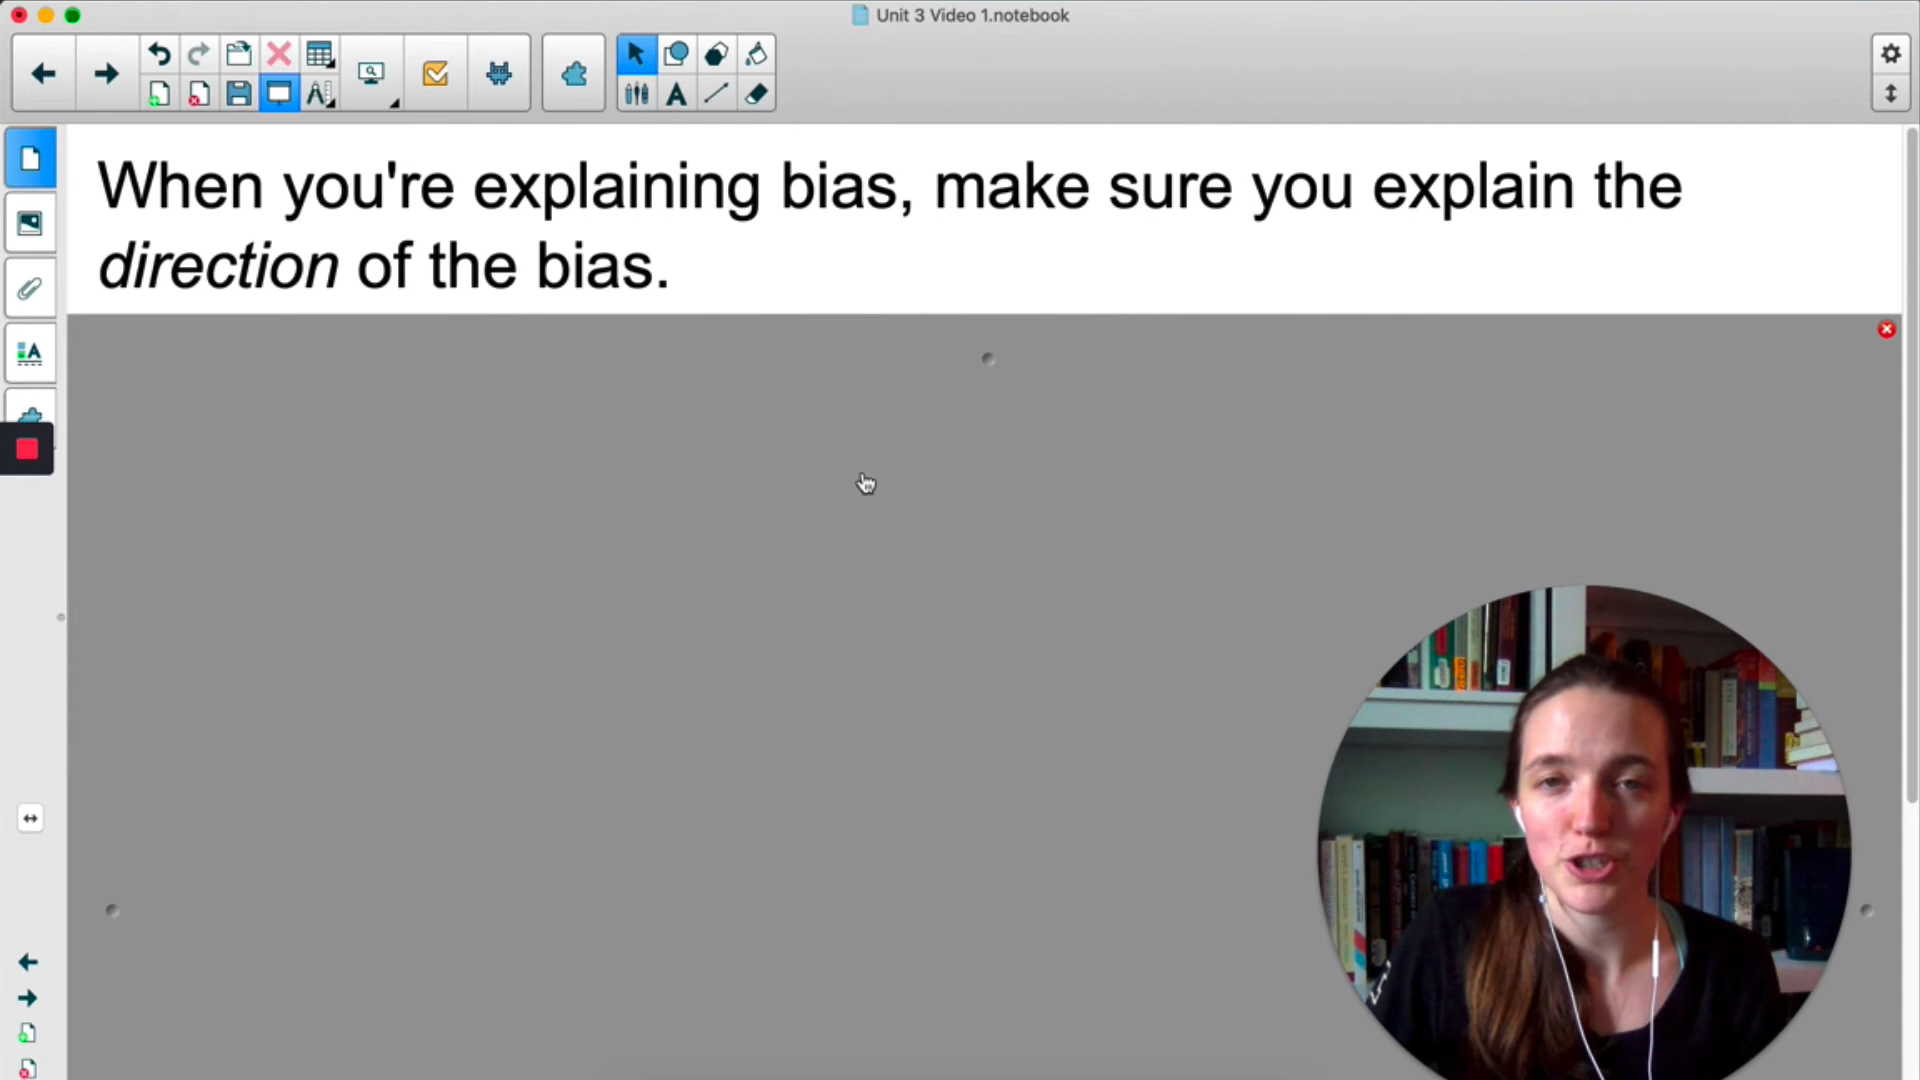 Unit 3 Video 1.notebook
When you're explaining bias, make sure you explain the
direction of the bias.